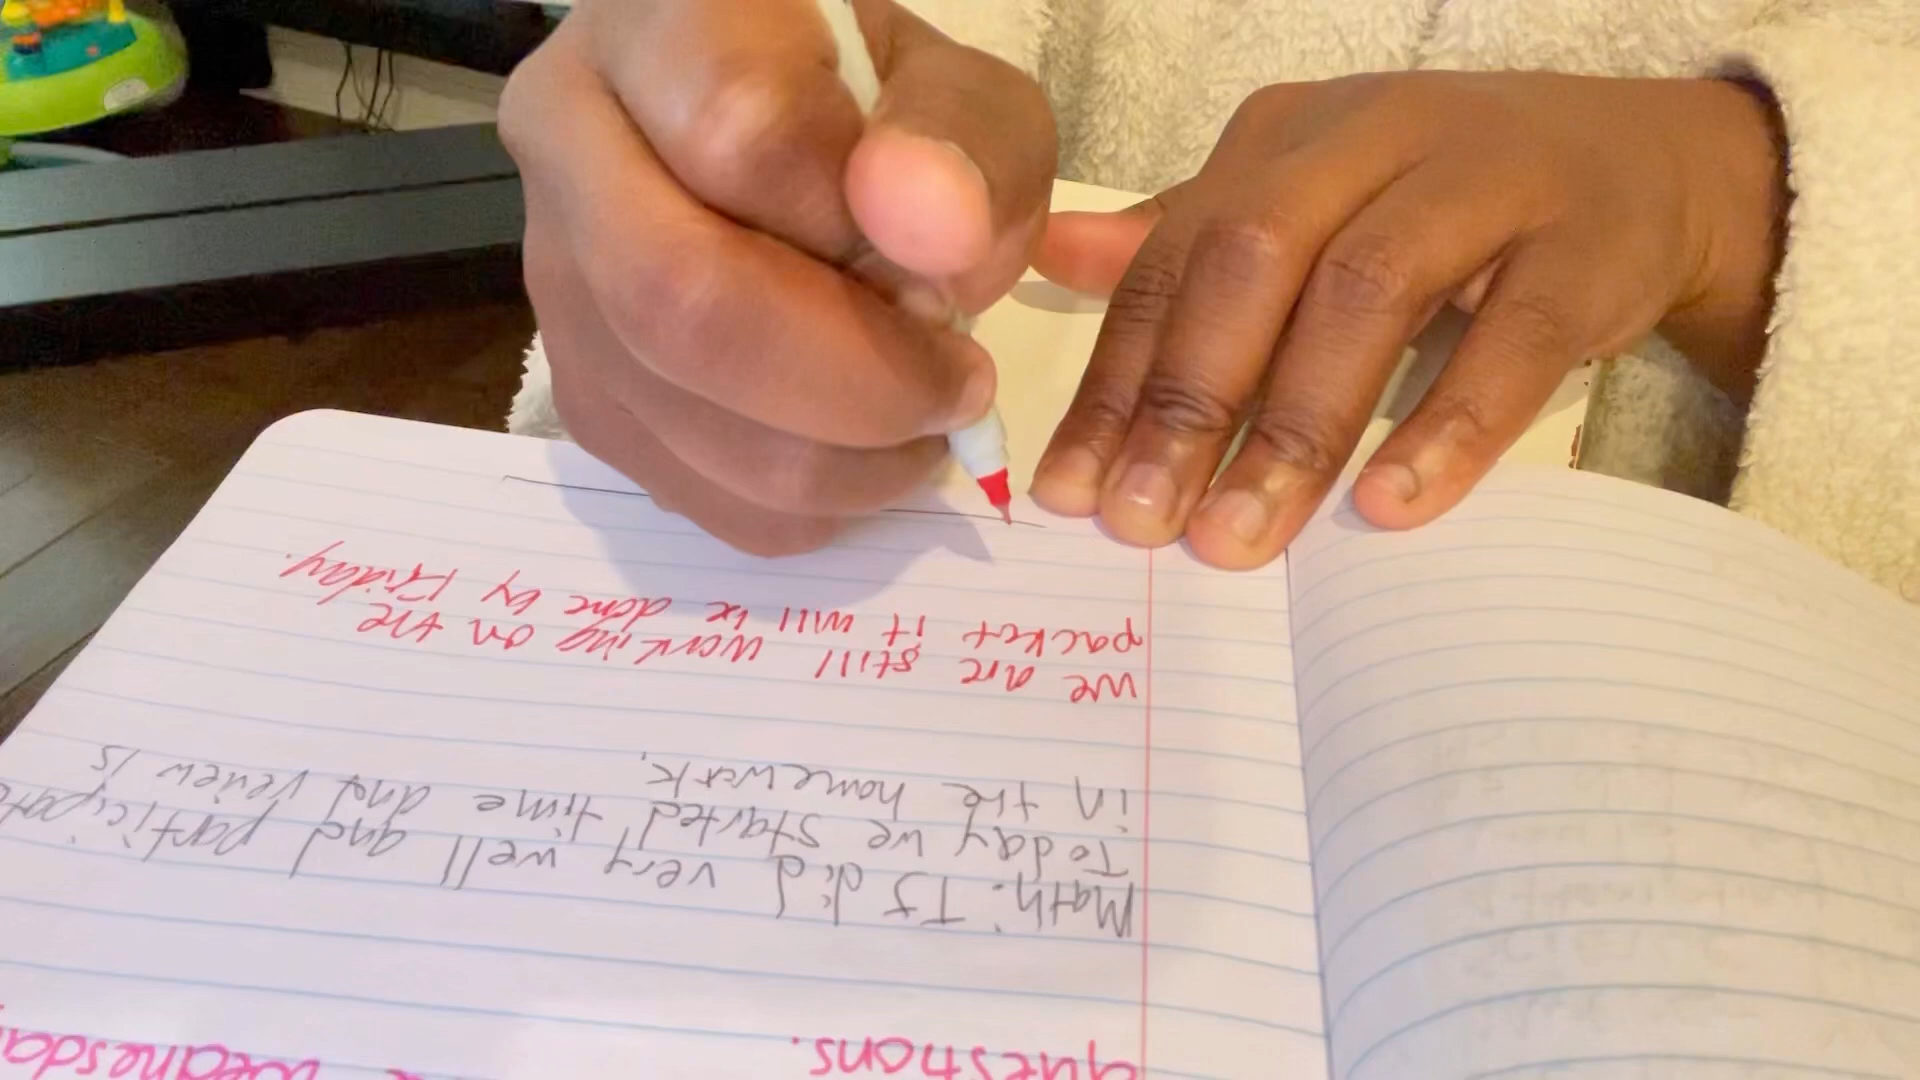 Wednesday
questions.
Math: TJ did very well and participat
Today we started time and review is
in the homework.
we are still working on the
packet it will be done by Friday.